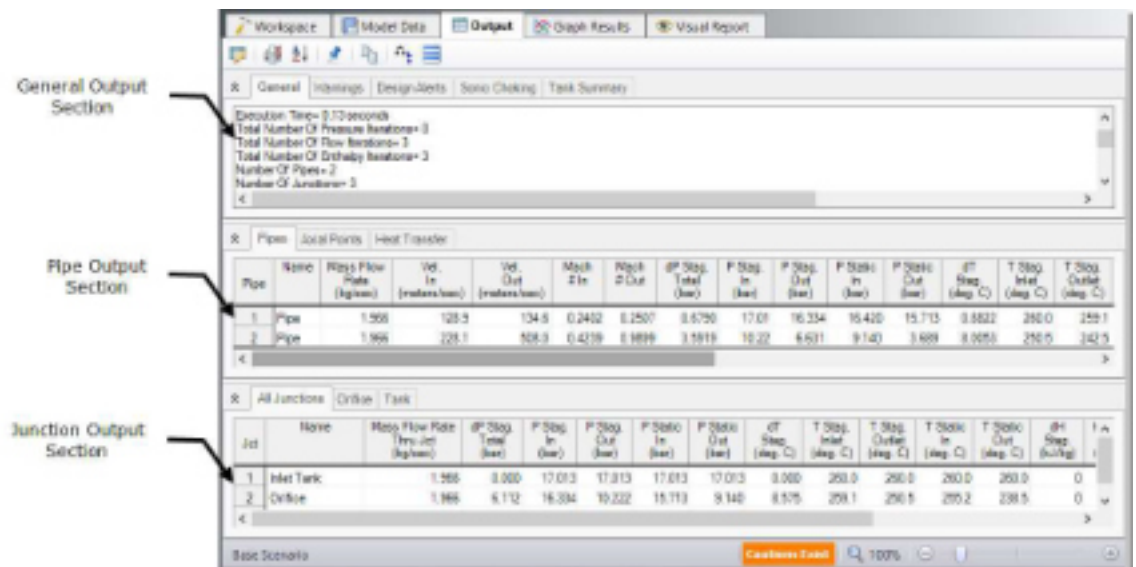 Workspace Model Data Output Graph Results Visual Report
General Warnings Design Alerts Sonic Choking Tank Summary
General Output
Section
Execution Time= 0.13 seconds
Total Number Of Pressure Iterations= 0
Total Number Of Flow Iterations= 3
Total Number Of Enthalpy Iterations= 3
Number Of Pipes= 2
Number Of Junctions= 3
Pipes Axial Points Heat Transfer
Pipe Output
Section
Pipe Name Mass Flow Rate (kg/sec) Vel. In (meters/sec) Vel. Out (meters/sec) Mach # In Mach # Out dP Stag. Total (bar) P Stag. In (bar) P Stag. Out (bar) P Static In (bar) P Static Out (bar) dT Stag. (deg. C) T Stag. Inlet (deg. C) T Stag. Outlet (deg. C)
1 Pipe 1.966 128.9 134.6 0.2402 0.2507 0.6790 17.01 16.334 16.420 15.713 0.8822 260.0 259.1
2 Pipe 1.966 228.1 508.0 0.4239 0.9899 3.5919 10.22 6.631 9.140 3.689 8.0053 250.5 242.5
All Junctions Orifice Tank
Junction Output
Section
Jct Name Mass Flow Rate Thru Jct (kg/sec) dP Stag. Total (bar) P Stag. In (bar) P Stag. Out (bar) P Static In (bar) P Static Out (bar) dT Stag. (deg. C) T Stag. Inlet (deg. C) T Stag. Outlet (deg. C) T Static In (deg. C) T Static Out (deg. C) dH Stag. (kJ/kg)
1 Inlet Tank 1.966 0.000 17.013 17.013 17.013 17.013 0.000 260.0 260.0 260.0 260.0 0
2 Orifice 1.966 6.112 16.334 10.222 15.713 9.140 8.575 259.1 250.5 255.2 238.5 0
Base Scenario Cautions Exist 100%